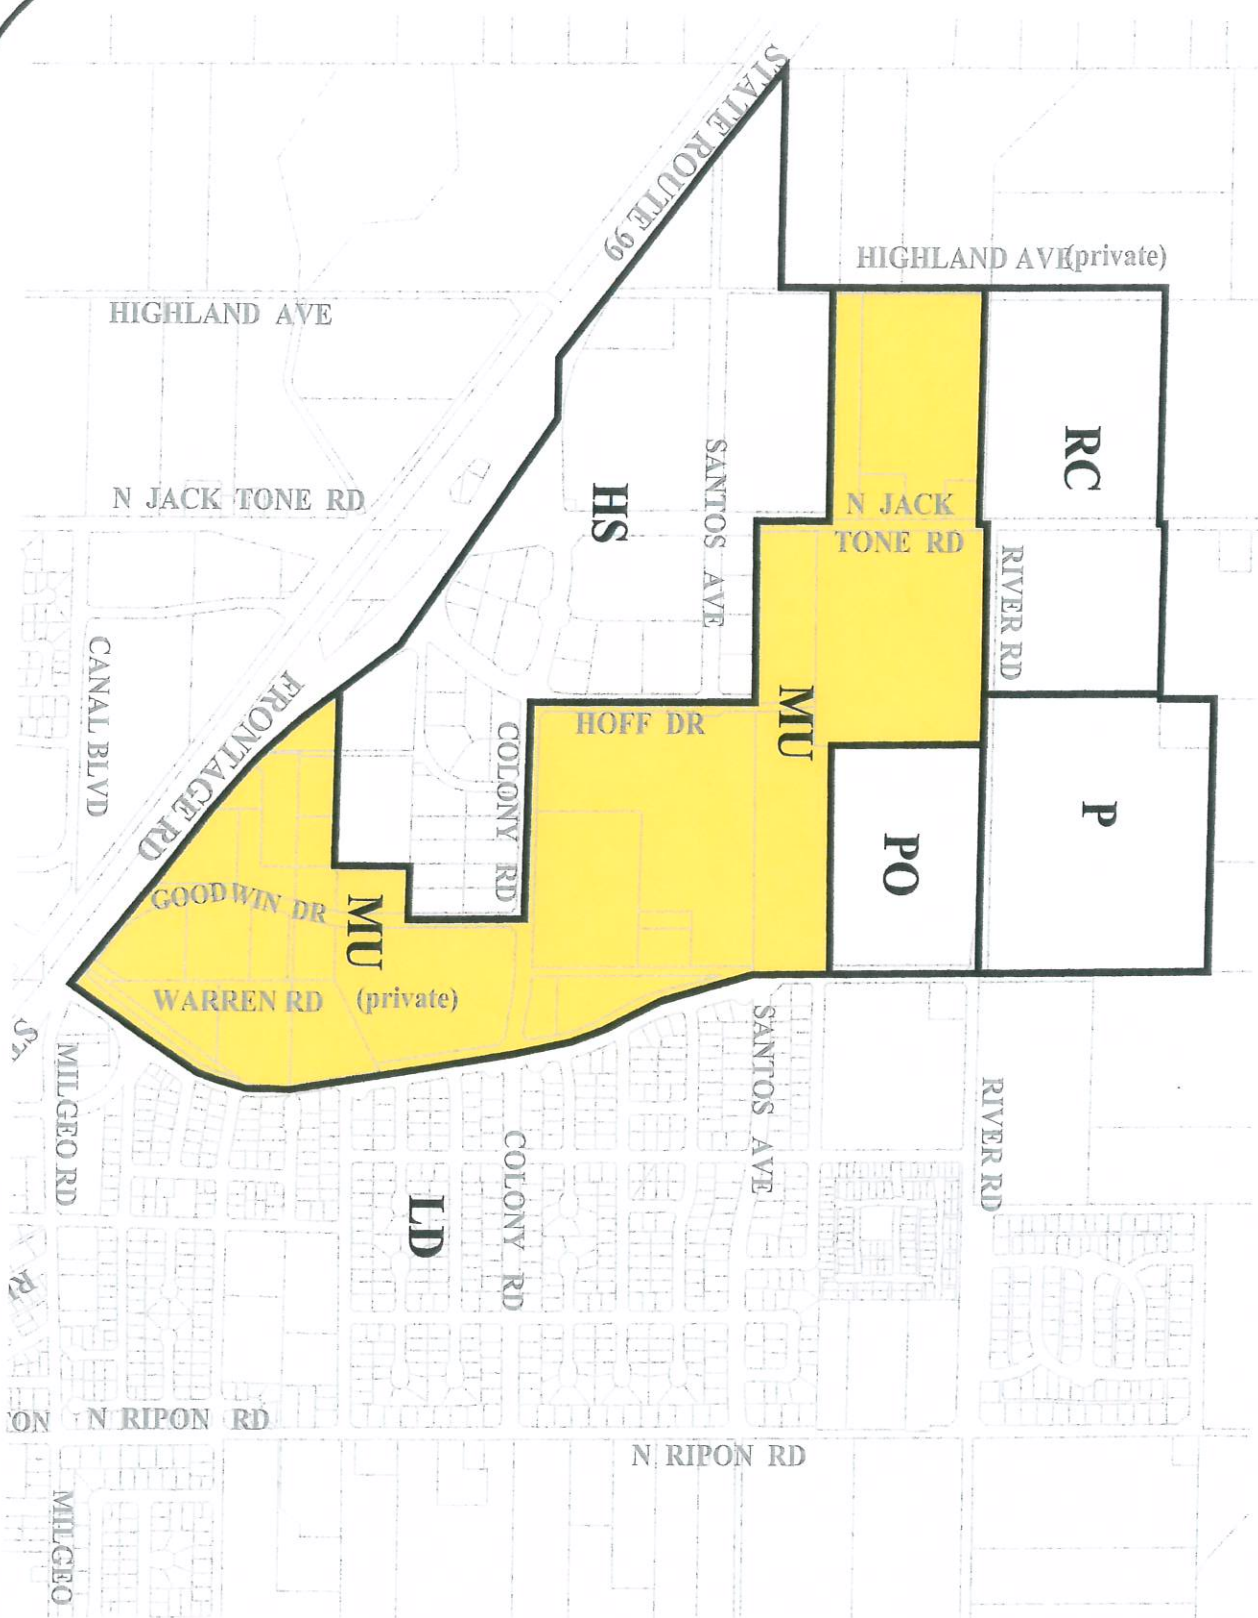 STATE ROUTE 99
HIGHLAND AVE(private)
HIGHLAND AVE
RC
N JACK TONE RD
HS
SANTOS AVE
N JACK
TONE RD
RIVER RD
CANAL BLVD
FRONTAGE RD
HOFF DR
MU
COLONY RD
P
PO
GOODWIN DR
MU
WARREN RD (private)
ST
MILGEO RD
SANTOS AVE
RIVER RD
COLONY RD
LD
N RIPON RD
N RIPON RD
MILGEO